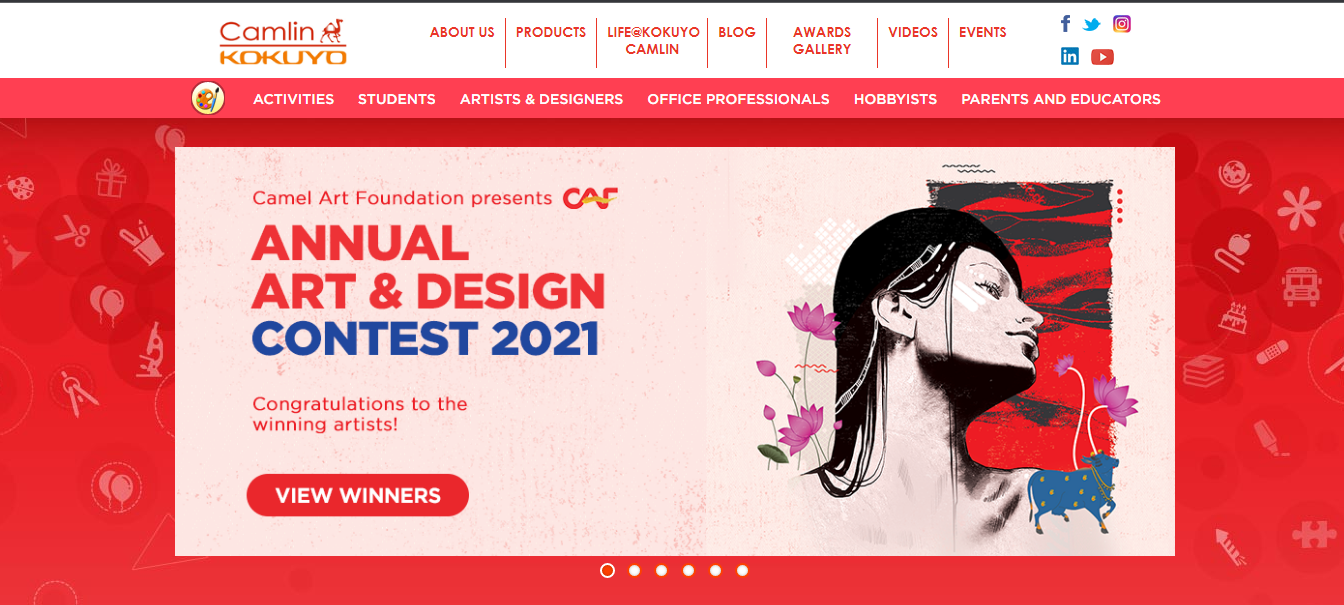 Camlin
KOKUYO
ABOUT US
PRODUCTS
LIFE@KOKUYO
CAMLIN
BLOG
AWARDS
GALLERY
VIDEOS
EVENTS
ACTIVITIES
STUDENTS
ARTISTS & DESIGNERS
OFFICE PROFESSIONALS
HOBBYISTS
PARENTS AND EDUCATORS
Camel Art Foundation presents CAF
ANNUAL
ART & DESIGN
CONTEST 2021
Congratulations to the
winning artists!
VIEW WINNERS